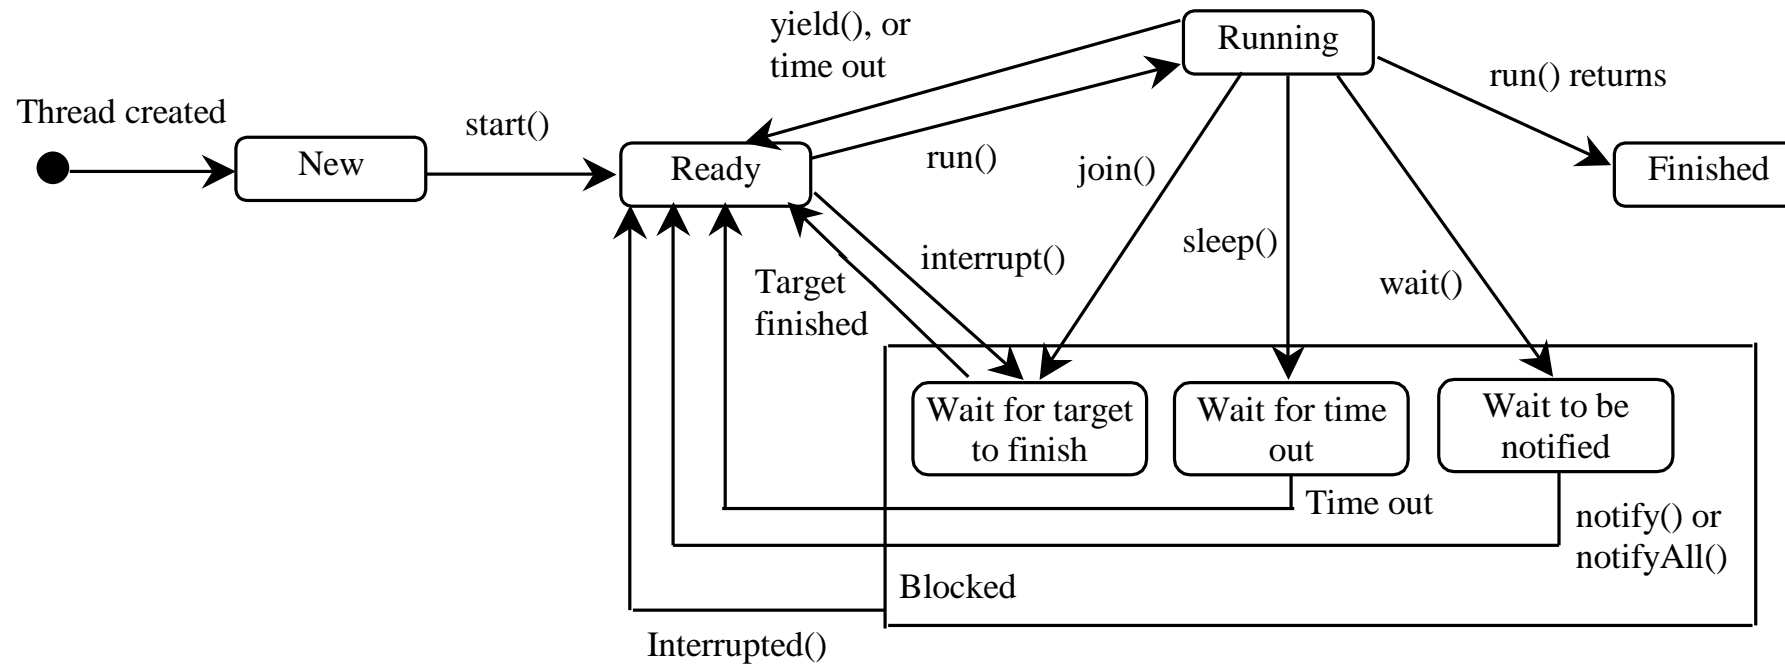 yield(), or
time out
Running
run() returns
Thread created
start()
New
Ready
run()
join()
Finished
sleep()
interrupt()
Target
finished
wait()
Wait for target
to finish
Wait for time
out
Wait to be
notified
Time out
notify() or
notifyAll()
Blocked
Interrupted()